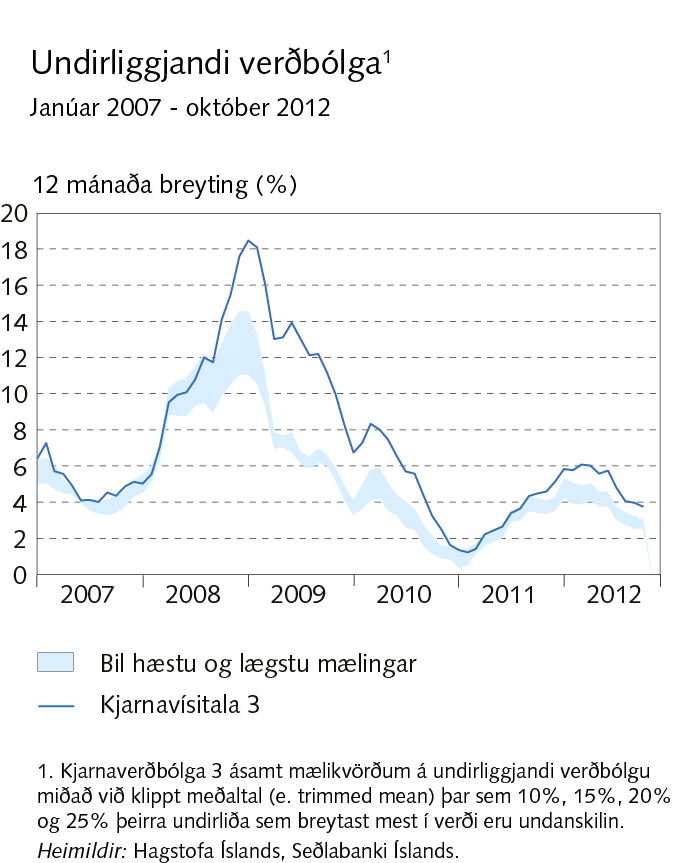 Undirliggjandi verðbólga¹
Janúar 2007 - október 2012
12 mánaða breyting (%)
20
18
16
14
12
10
8
6
4
2
0
2007 2008 2009 2010 2011 2012
Bil hæstu og lægstu mælingar
Kjarnavísitala 3
1. Kjarnaverðbólga 3 ásamt mælikvörðum á undirliggjandi verðbólgu
miðað við klippt meðaltal (e. trimmed mean) þar sem 10%, 15%, 20%
og 25% þeirra undirliða sem breytast mest í verði eru undanskilin.
Heimildir: Hagstofa Íslands, Seðlabanki Íslands.